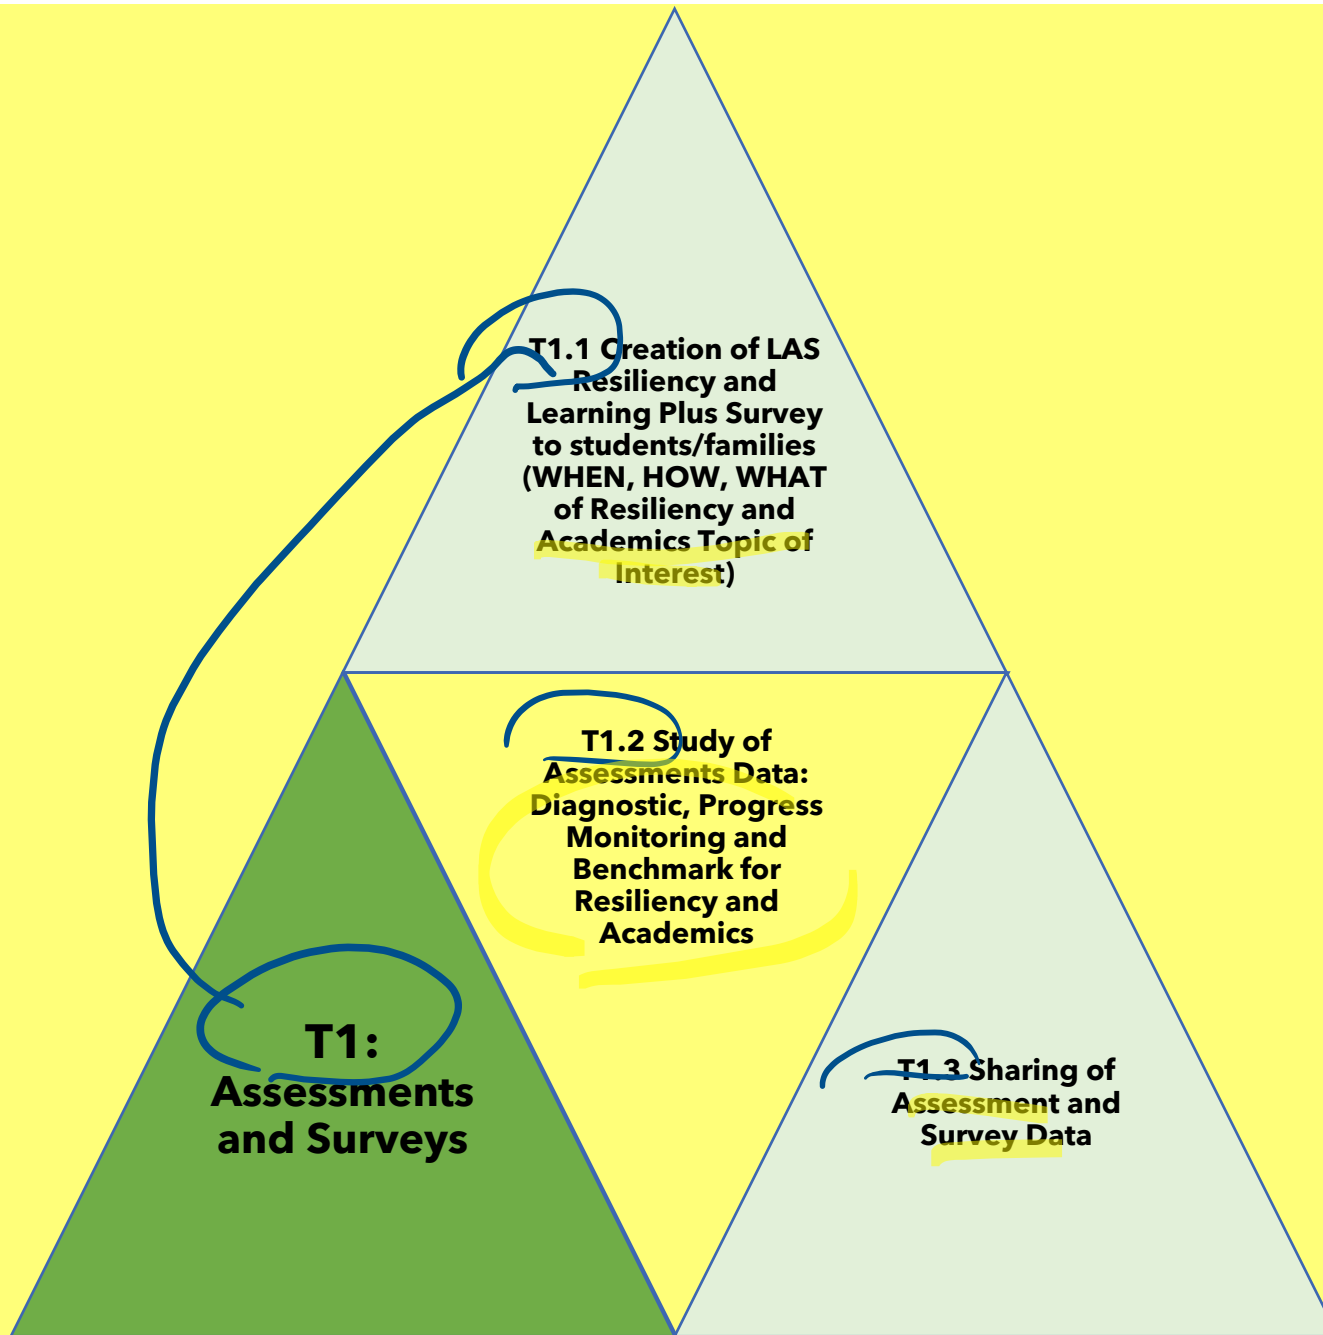 T1.1 Creation of LAS
Resiliency and
Learning Plus Survey
to students/families
(WHEN, HOW, WHAT
of Resiliency and
Academics Topic of
Interest)
T1.2 Study of
Assessments Data:
Diagnostic, Progress
Monitoring and
Benchmark for
Resiliency and
Academics
T1:
Assessments
and Surveys
T1.3 Sharing of
Assessment and
Survey Data